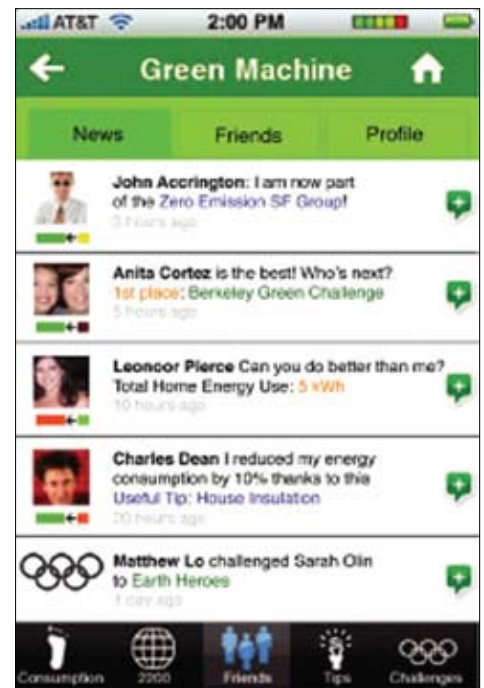 AT&T 2:00 PM
Green Machine
News Friends Profile
John Accrington: I am now part
of the Zero Emission SF Group!
3 hours ago
Anita Cortez is the best! Who's next?
1st place: Berkeley Green Challenge
5 hours ago
Leonoor Pierce Can you do better than me?
Total Home Energy Use: 5 kWh
10 hours ago
Charles Dean I reduced my energy
consumption by 10% thanks to this
Useful Tip: House Insulation
20 hours ago
Matthew Lo challenged Sarah Olin
to Earth Heroes
1 day ago
Consumption 2200 Friends Tips Challenges